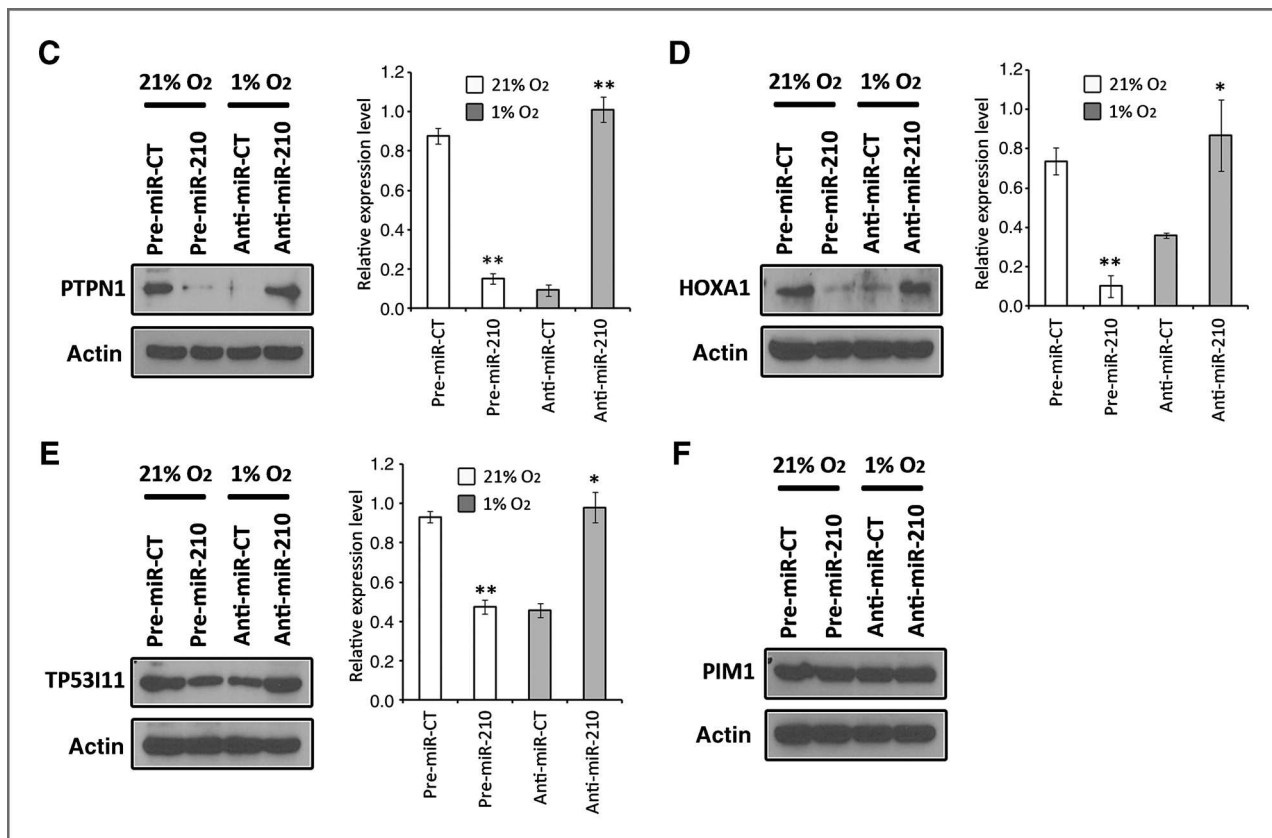 C
21% O2 1% O2
Pre-miR-CT
Pre-miR-210
Anti-miR-CT
Anti-miR-210
PTPN1
Actin
Relative expression level
1.2
1.0
0.8
0.6
0.4
0.2
0.0
21% O2
1% O2
**
**
Pre-miR-CT
Pre-miR-210
Anti-miR-CT
Anti-miR-210
D
21% O2 1% O2
Pre-miR-CT
Pre-miR-210
Anti-miR-CT
Anti-miR-210
HOXA1
Actin
Relative expression level
1.2
1.0
0.8
0.6
0.4
0.2
0.0
21% O2
1% O2
**
*
Pre-miR-CT
Pre-miR-210
Anti-miR-CT
Anti-miR-210
E
21% O2 1% O2
Pre-miR-CT
Pre-miR-210
Anti-miR-CT
Anti-miR-210
TP53I11
Actin
Relative expression level
1.2
1.0
0.8
0.6
0.4
0.2
0.0
21% O2
1% O2
**
*
Pre-miR-CT
Pre-miR-210
Anti-miR-CT
Anti-miR-210
F
21% O2 1% O2
Pre-miR-CT
Pre-miR-210
Anti-miR-CT
Anti-miR-210
PIM1
Actin